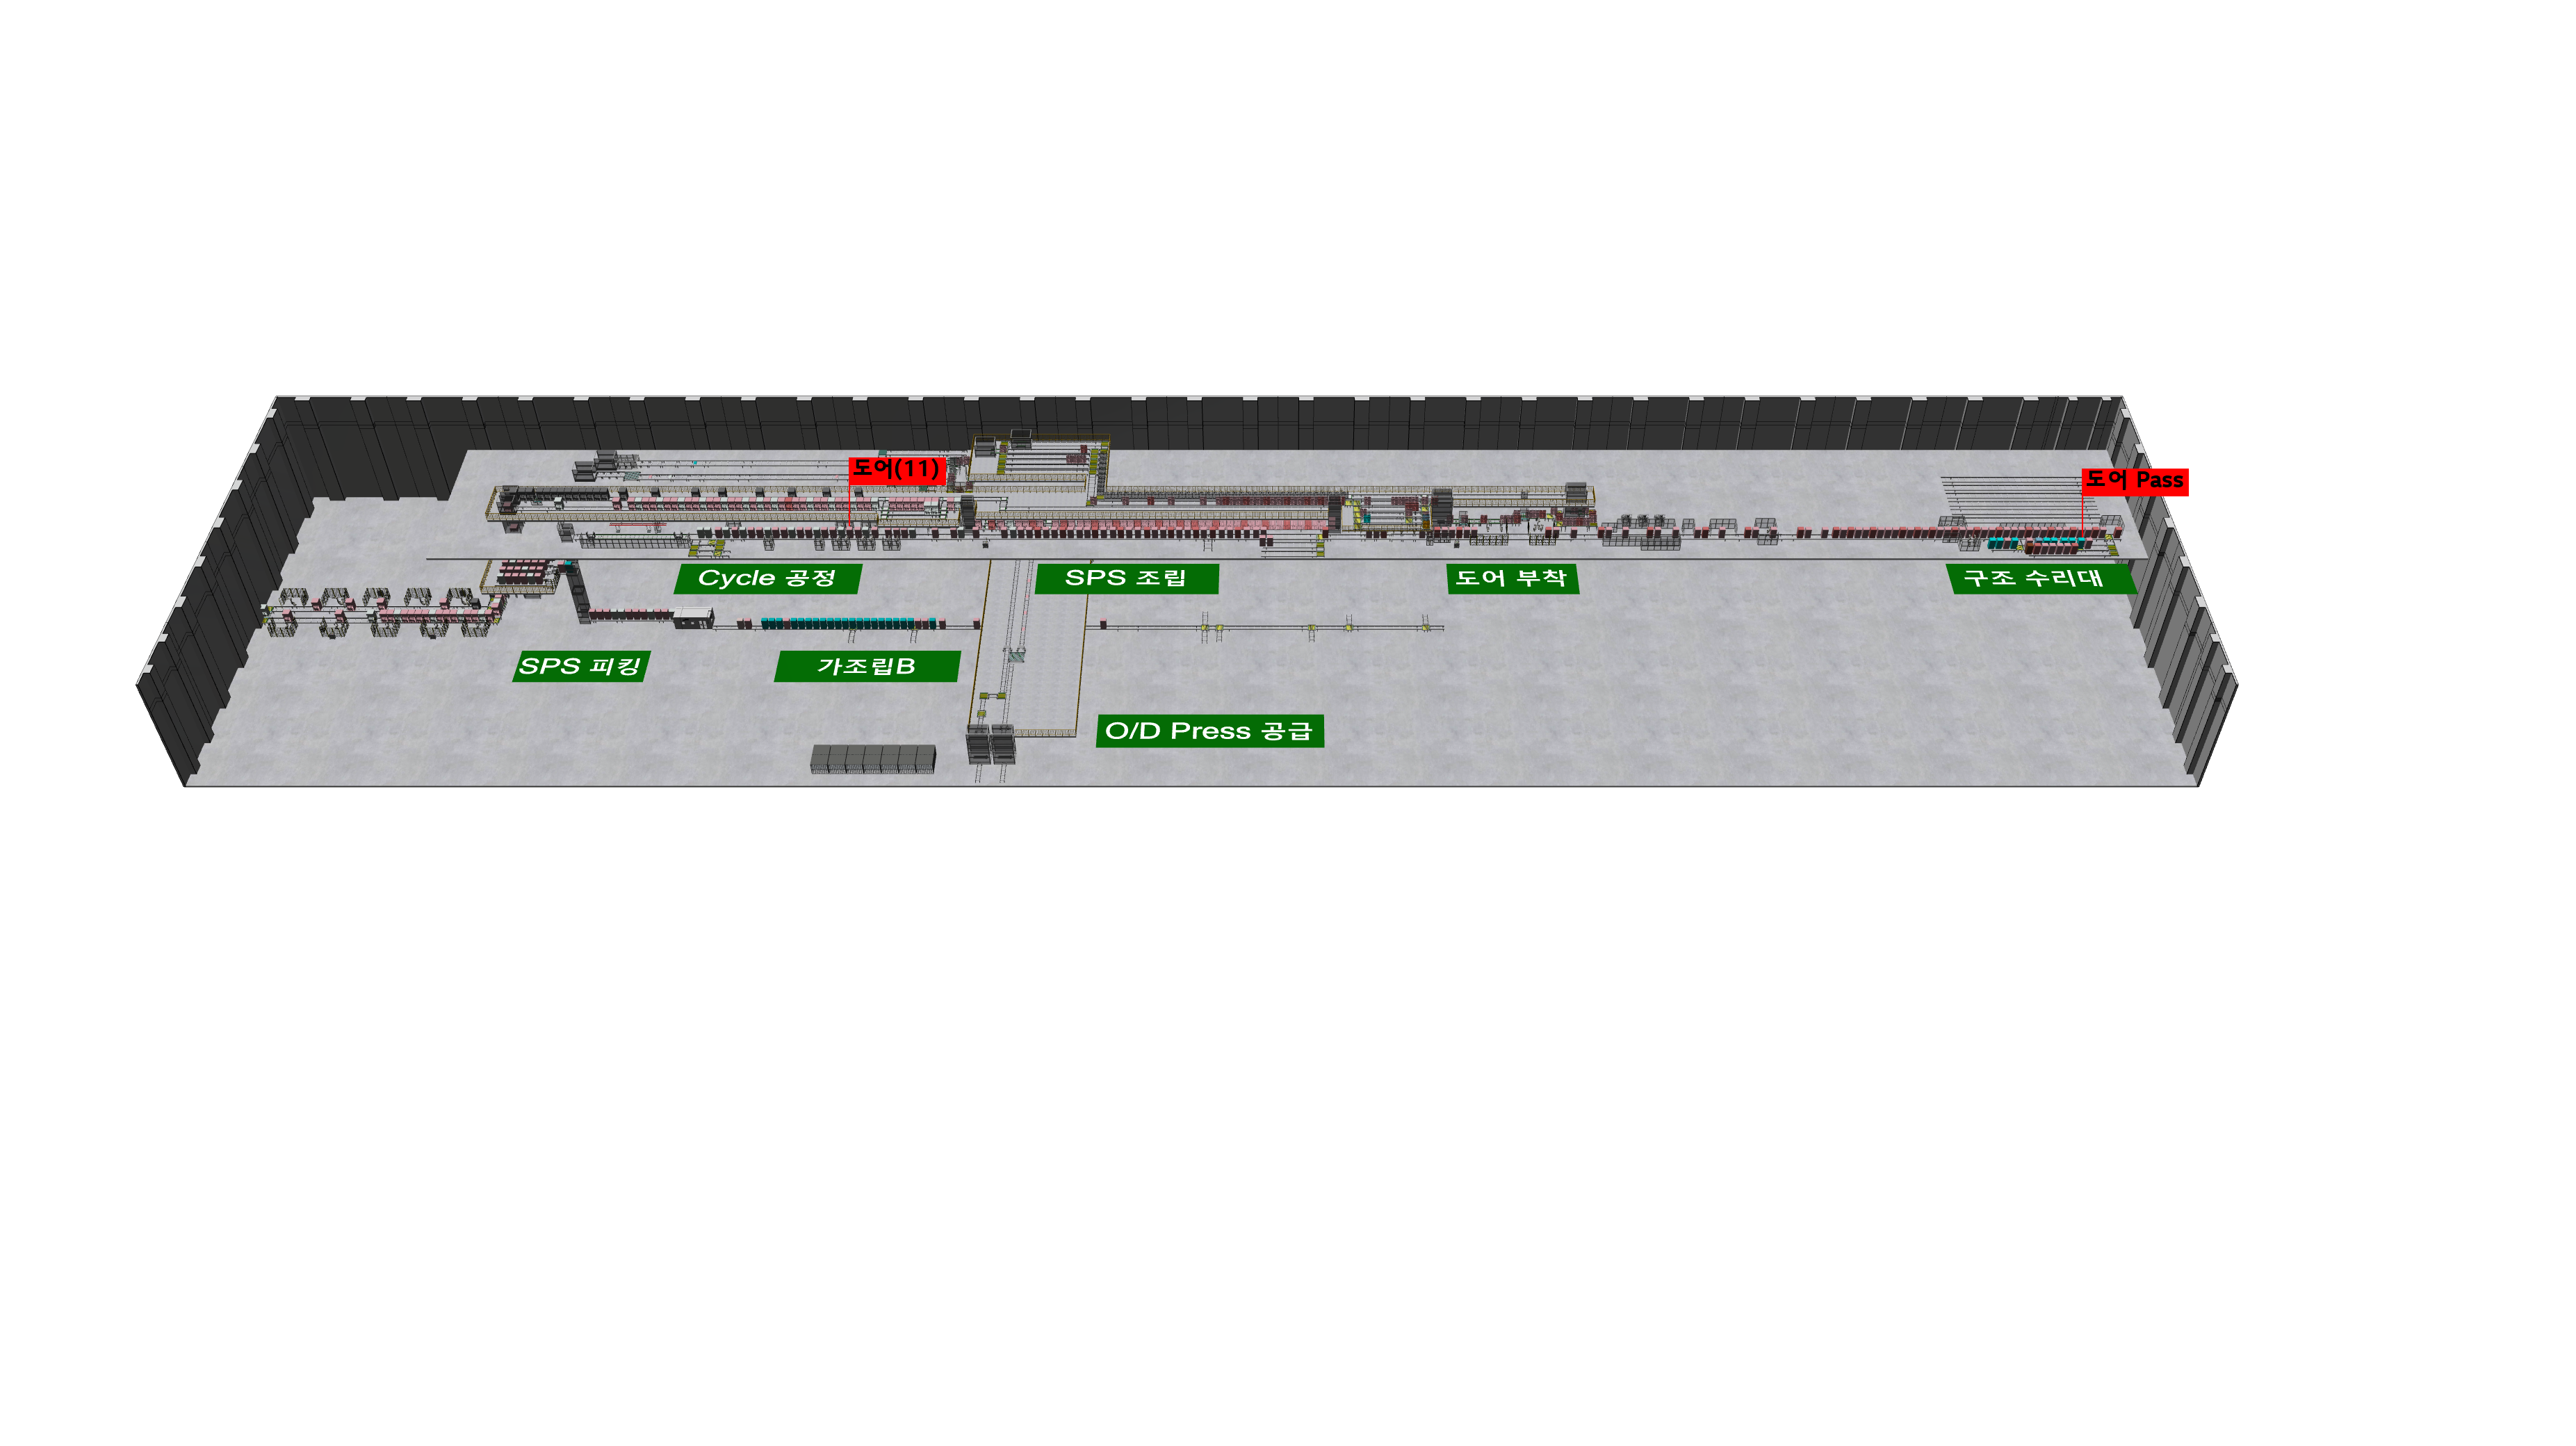 도어(11)
도어 Pass
Cycle 공정
SPS 조립
도어 부착
구조 수리대
SPS 피킹
가조립B
O/D Press 공급